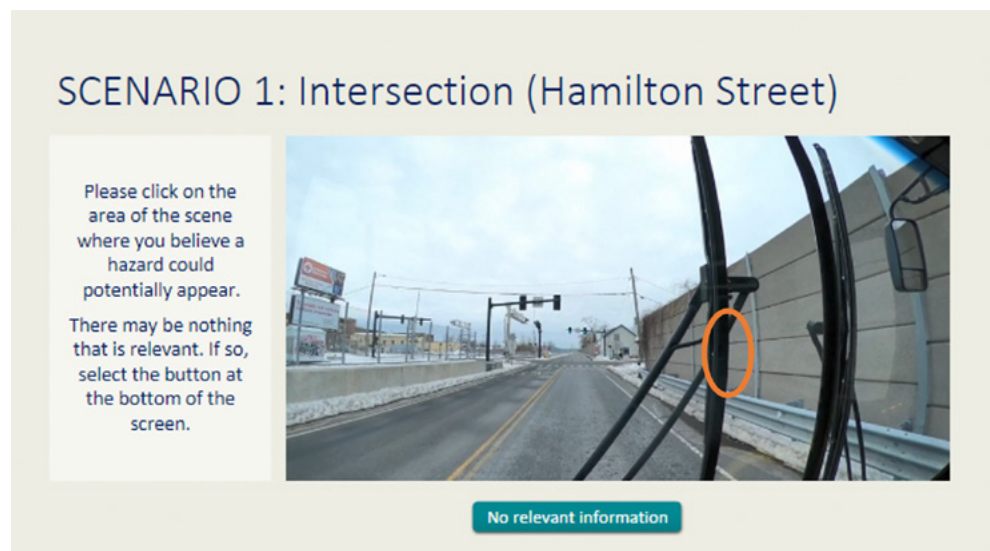 SCENARIO 1: Intersection (Hamilton Street)
Please click on the
area of the scene
where you believe a
hazard could
potentially appear.
There may be nothing
that is relevant. If so,
select the button at
the bottom of the
screen.
No relevant information